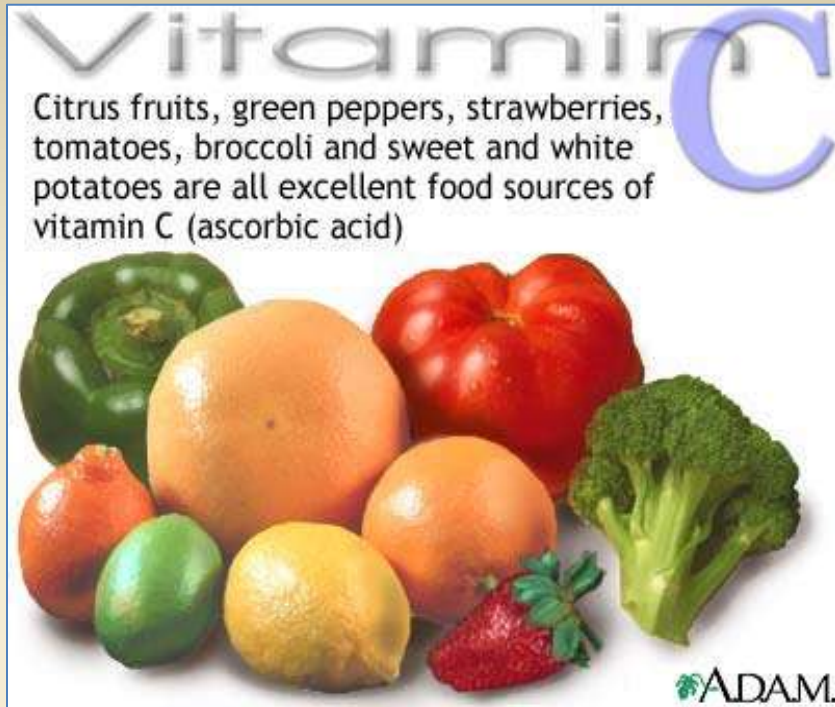 Vitamin C
Citrus fruits, green peppers, strawberries,
tomatoes, broccoli and sweet and white
potatoes are all excellent food sources of
vitamin C (ascorbic acid)
A.D.A.M.